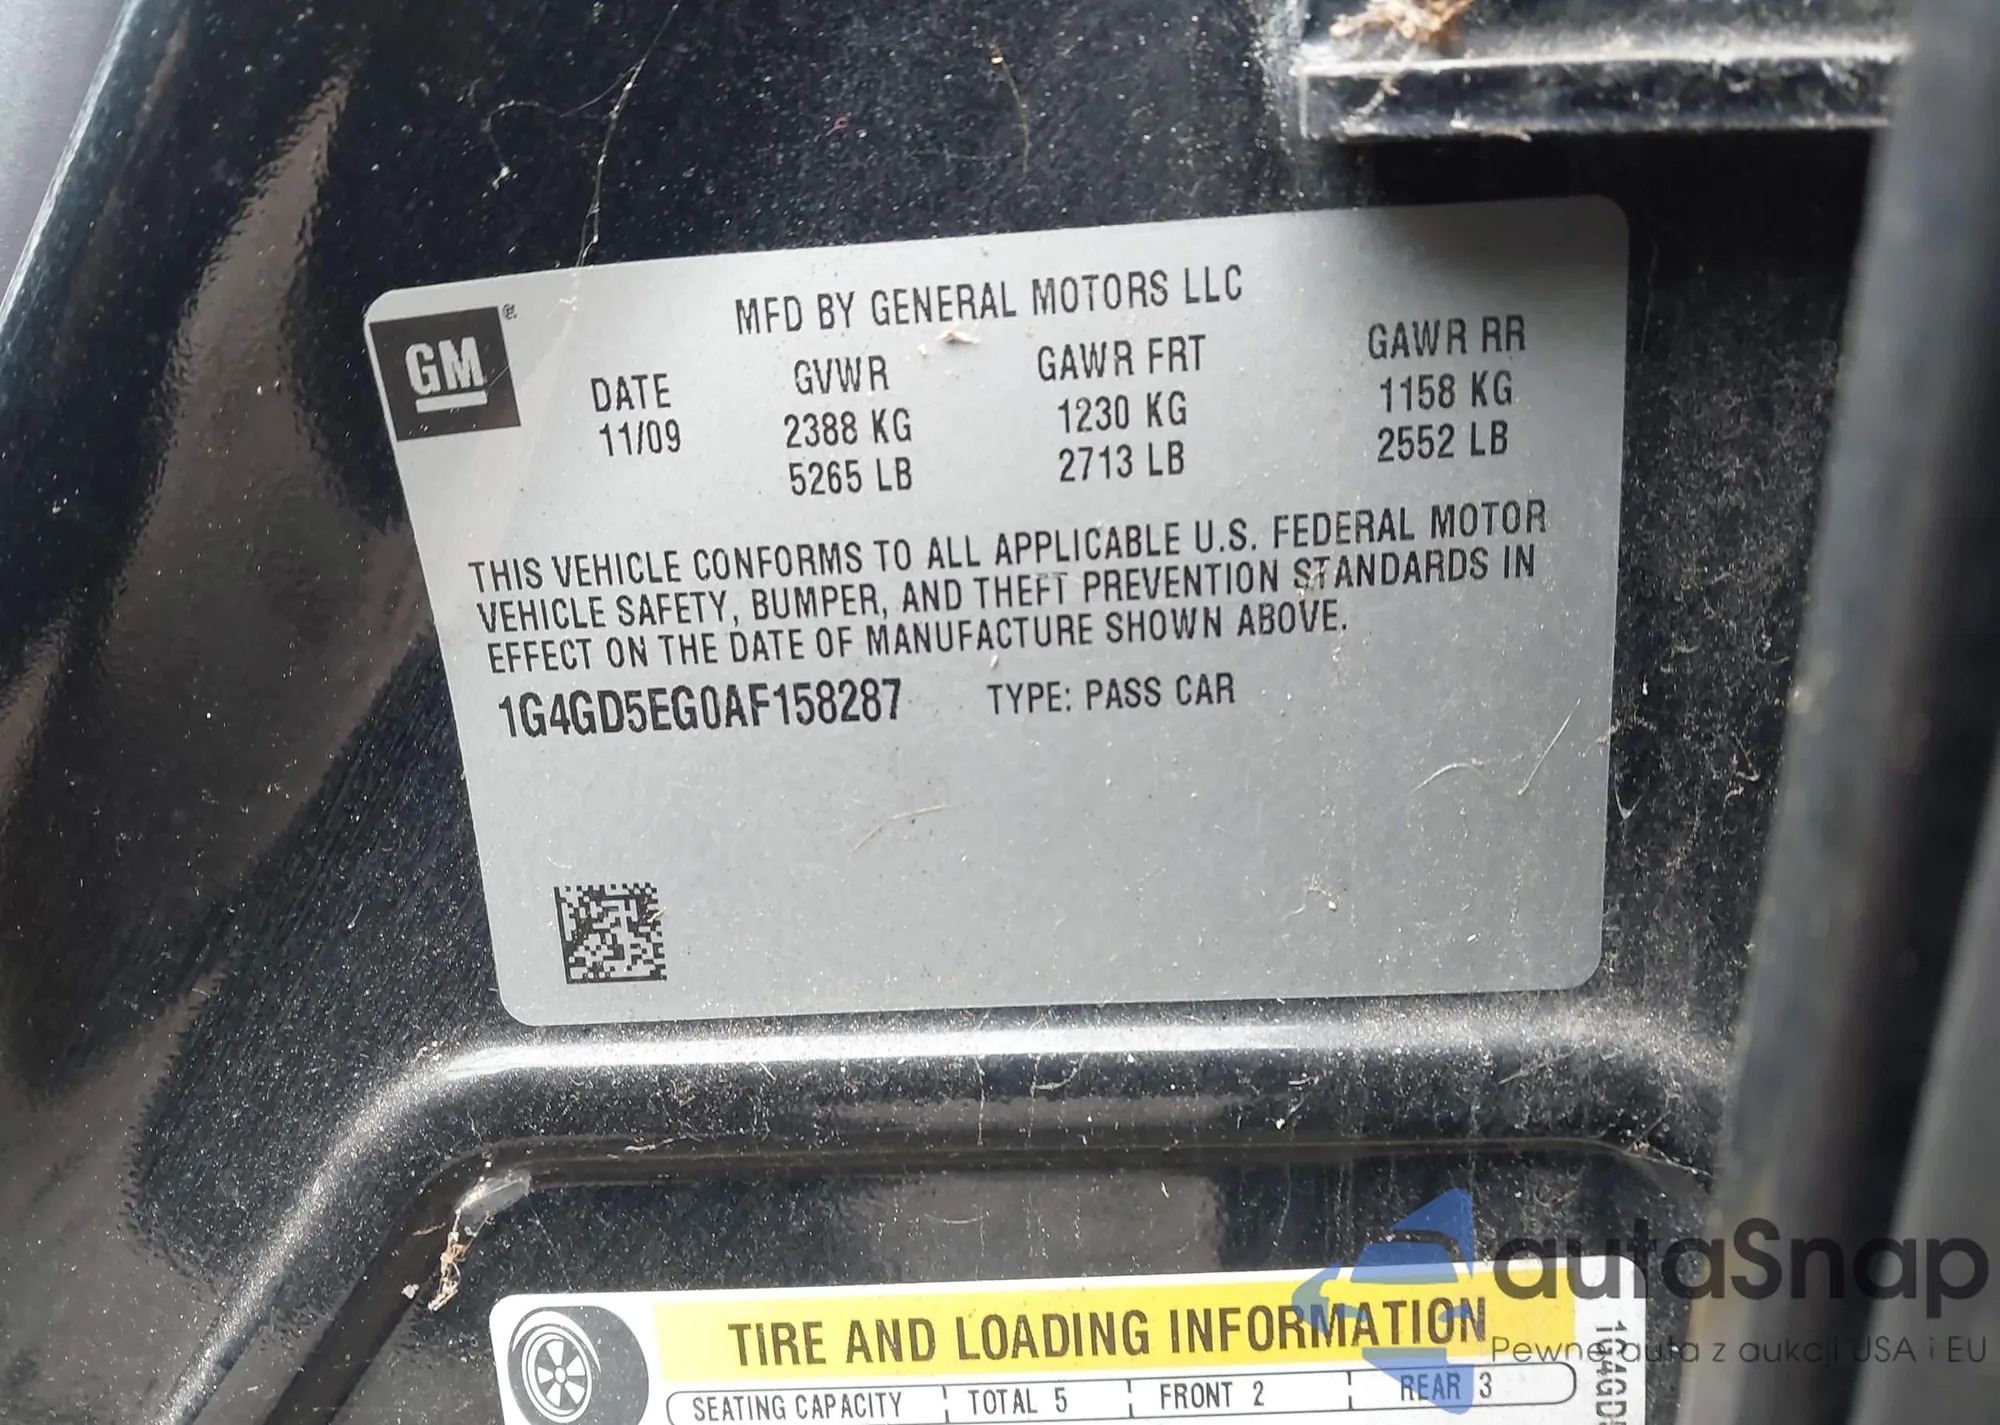 GM
MFD BY GENERAL MOTORS LLC
DATE GVWR GAWR FRT GAWR RR
11/09 2388 KG 1230 KG 1158 KG
5265 LB 2713 LB 2552 LB
THIS VEHICLE CONFORMS TO ALL APPLICABLE U.S. FEDERAL MOTOR
VEHICLE SAFETY, BUMPER, AND THEFT PREVENTION STANDARDS IN
EFFECT ON THE DATE OF MANUFACTURE SHOWN ABOVE.
1G4GD5EG0AF158287 TYPE: PASS CAR
TIRE AND LOADING INFORMATION
SEATING CAPACITY TOTAL 5 FRONT 2 REAR 3
autaSnap
Pewne auta z aukcji USA i EU